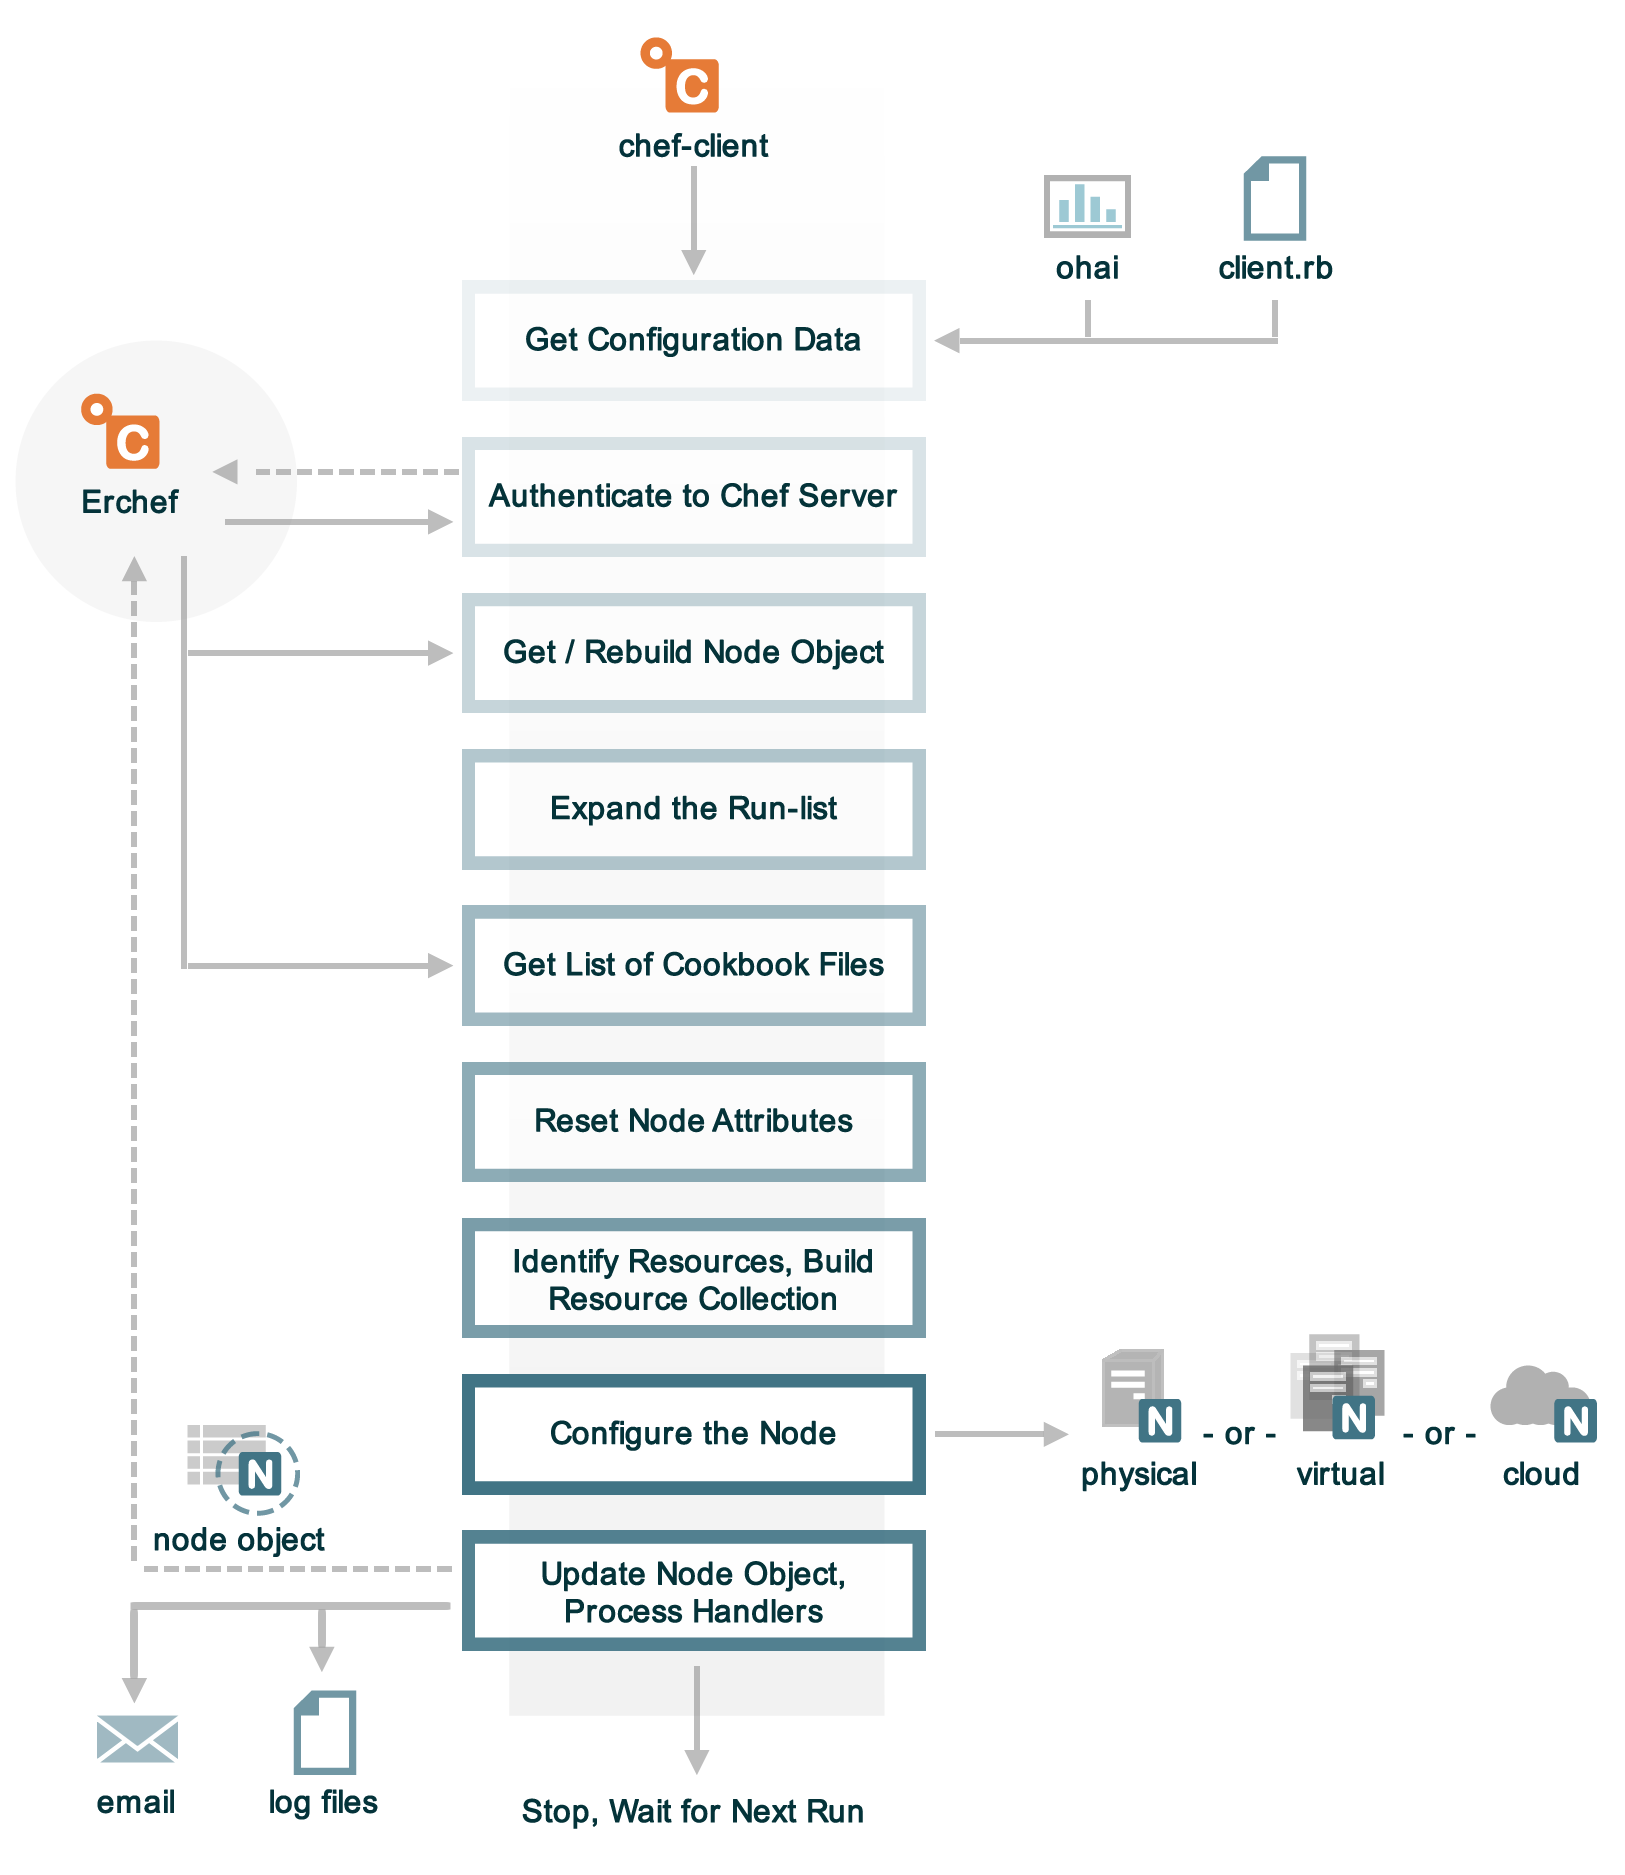 C
chef-client
ohai
client.rb
Get Configuration Data
C
Erchef
Authenticate to Chef Server
Get / Rebuild Node Object
Expand the Run-list
Get List of Cookbook Files
Reset Node Attributes
Identify Resources, Build
Resource Collection
Configure the Node
N
- or -
N
- or -
N
physical
virtual
cloud
N
node object
Update Node Object,
Process Handlers
email
log files
Stop, Wait for Next Run